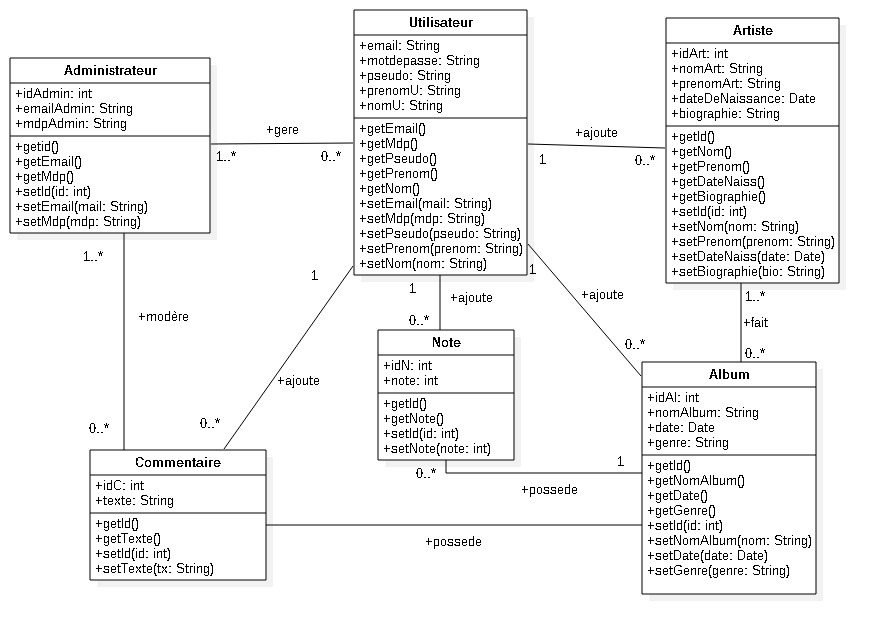 Utilisateur
+email: String
+motdepasse: String
+pseudo: String
+prenomU: String
+nomU: String
+getEmail()
+getMdp()
+getPseudo()
+getPrenom()
+getNom()
+setEmail(mail: String)
+setMdp(mdp: String)
+setPseudo(pseudo: String)
+setPrenom(prenom: String)
+setNom(nom: String)
Artiste
+idArt: int
+nomArt: String
+prenomArt: String
+dateDeNaissance: Date
+biographie: String
+getId()
+getNom()
+getPrenom()
+getDateNaiss()
+getBiographie()
+setId(id: int)
+setNom(nom: String)
+setPrenom(prenom: String)
+setDateNaiss(date: Date)
+setBiographie(bio: String)
Administrateur
+idAdmin: int
+emailAdmin: String
+mdpAdmin: String
+getid()
+getEmail()
+getMdp()
+setId(id: int)
+setEmail(mail: String)
+setMdp(mdp: String)
+gere
1..*
0..*
+ajoute
1
0..*
1..*
+modère
0..*
1
+ajoute
0..*
1
+ajoute
0..*
1
+ajoute
0..*
1..*
+fait
0..*
Note
+idN: int
+note: int
+getId()
+getNote()
+setId(id: int)
+setNote(note: int)
Album
+idAl: int
+nomAlbum: String
+date: Date
+genre: String
+getId()
+getNomAlbum()
+getDate()
+getGenre()
+setId(id: int)
+setNomAlbum(nom: String)
+setDate(date: Date)
+setGenre(genre: String)
0..*
1
+possede
Commentaire
+idC: int
+texte: String
+getId()
+getTexte()
+setId(id: int)
+setTexte(tx: String)
+possede